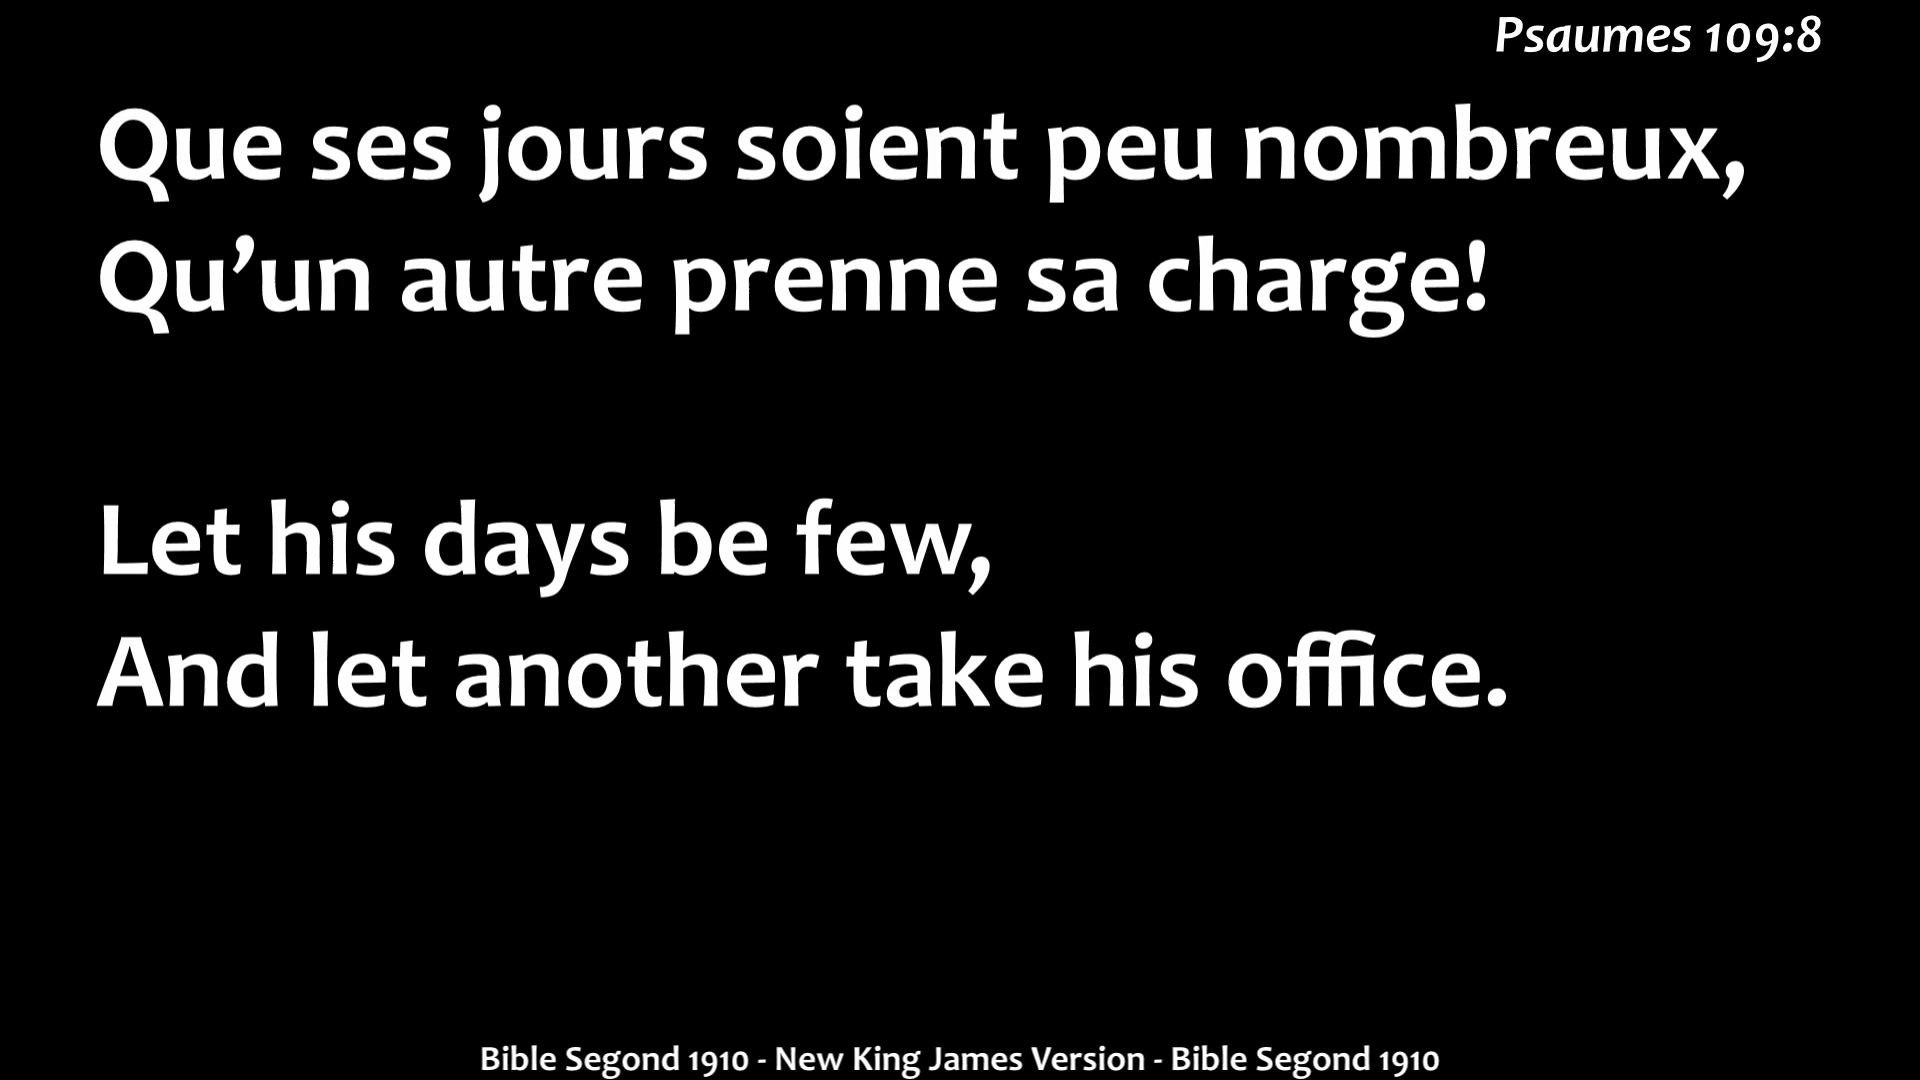 Psaumes 109:8
Que ses jours soient peu nombreux,
Qu’un autre prenne sa charge!
Let his days be few,
And let another take his office.
Bible Segond 1910 - New King James Version - Bible Segond 1910